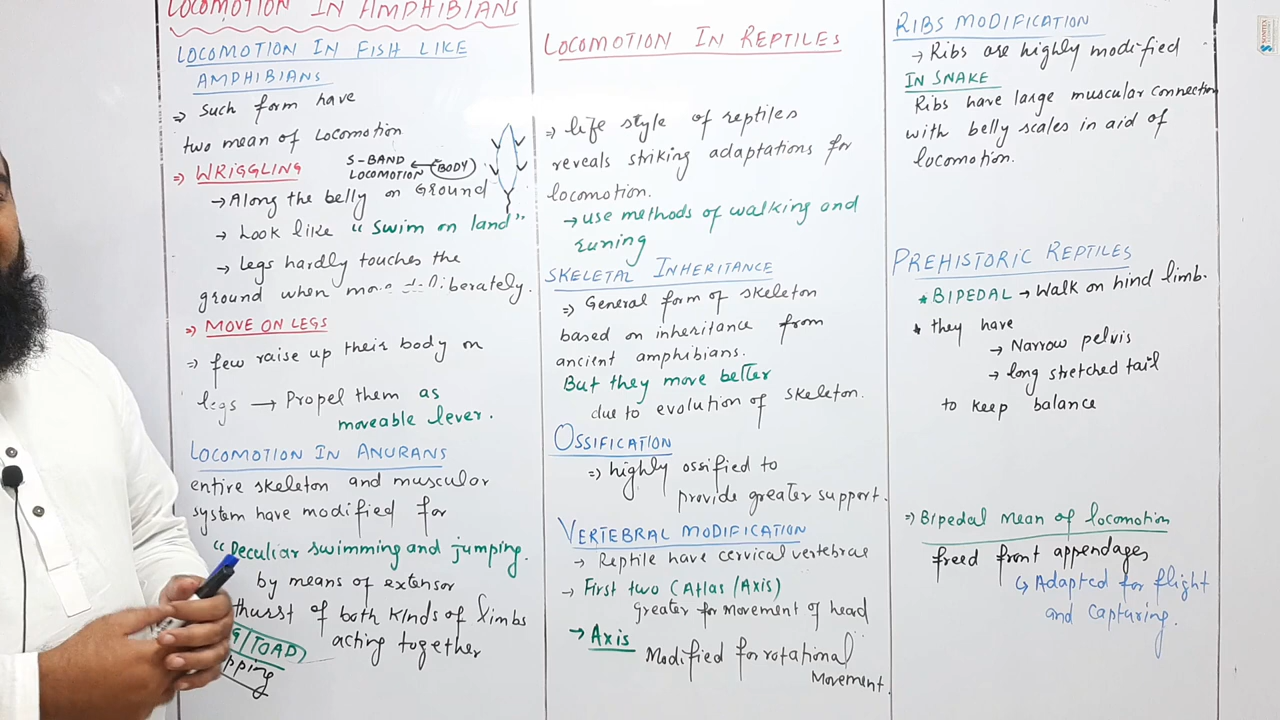 LOCOMOTION IN AMPHIBIANS
LOCOMOTION IN FISH LIKE
AMPHIBIANS
⇒ Such form have
two mean of Locomotion
⇒ WRIGGLING
S-BAND
LOCOMOTION ← BODY
→ Along the belly on Ground
→ Look like "Swim on land"
→ Legs hardly touches the
ground when
⇒ MOVE ON LEGS
⇒ few raise up their body on
legs → Propel them as
moveable lever.
LOCOMOTION IN ANURANS
entire skeleton and muscular
system have modified for
"Peculiar swimming and jumping.
by means of extensor
thurst of both Kinds of limbs
acting together
/TOAD)
pping
LOCOMOTION IN REPTILES
⇒ life style of reptiles
reveals striking adaptations for
locomotion.
→ use methods of walking and
runing
SKELETAL INHERITANCE
⇒ General form of skeleton
based on inheritance from
ancient amphibians.
But they move better
due to evolution of skeleton.
OSSIFICATION
⇒ highly ossified to
provide greater support.
VERTEBRAL MODIFICATION
→ Reptile have cervical vertebrae
→ First two (Atlas/Axis)
Greater for Movement of head
→ Axis
Modified for rotational
Movement.
RIBS MODIFICATION
→ Ribs are highly modified
IN SNAKE
Ribs have large muscular connection
with belly scales in aid of
locomotion.
PREHISTORIC REPTILES
* BIPEDAL → Walk on hind limb.
* they have
→ Narrow pelvis
→ long stretched tail
to keep balance
⇒ Bipedal mean of locomotion
freed front appendages
↳ Adapted for flight
and capturing.